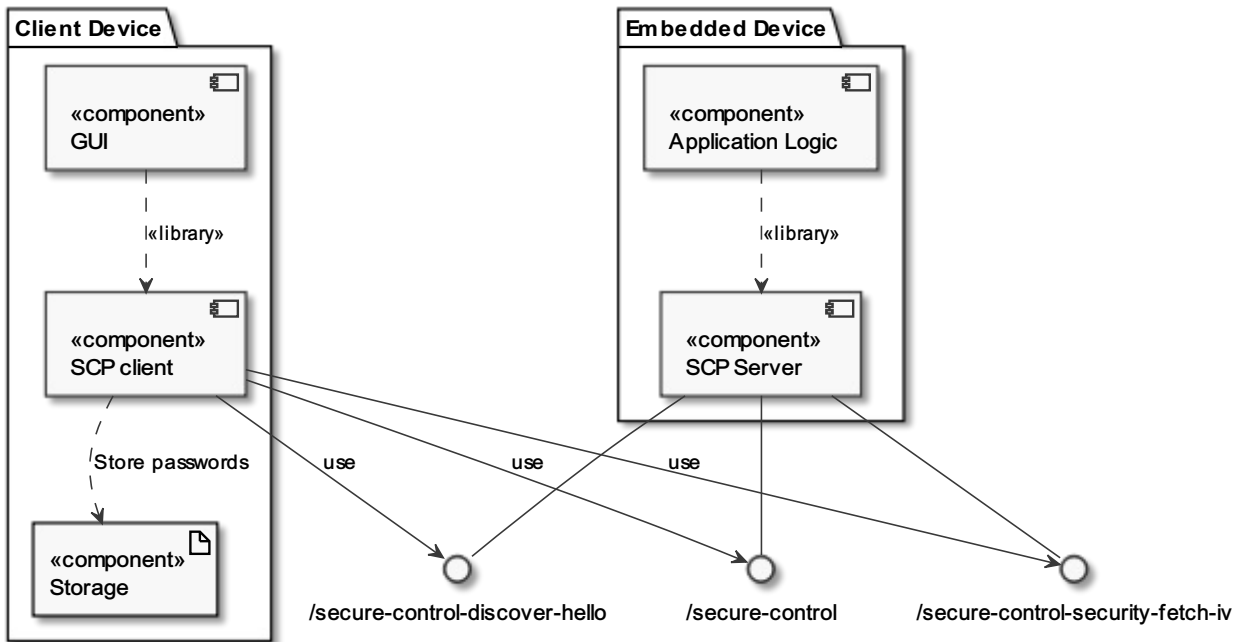 Client Device
Embedded Device
«component»
GUI
«component»
Application Logic
«library»
«library»
«component»
SCP client
«component»
SCP Server
Store passwords
use
use
use
«component»
Storage
/secure-control-discover-hello
/secure-control
/secure-control-security-fetch-iv